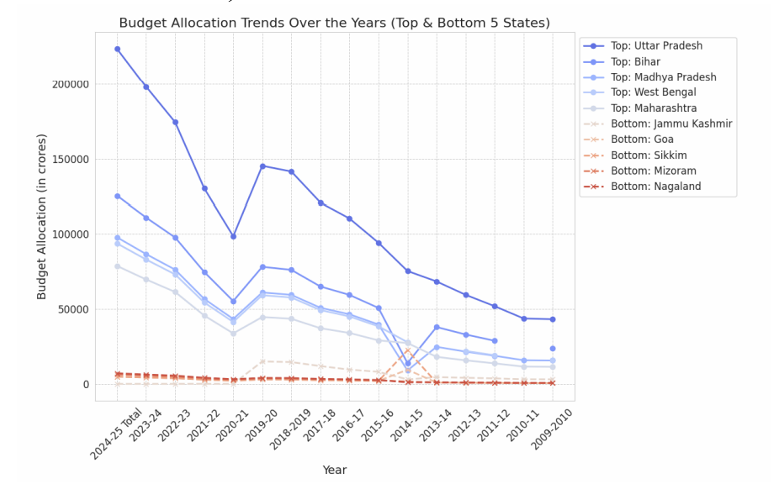 Budget Allocation Trends Over the Years (Top & Bottom 5 States)
Budget Allocation (in crores)
200000
150000
100000
50000
0
2024-25 Total
2023-24
2022-23
2021-22
2020-21
2019-20
2018-2019
2017-18
2016-17
2015-16
2014-15
2013-14
2012-13
2011-12
2010-11
2009-2010
Year
Top: Uttar Pradesh
Top: Bihar
Top: Madhya Pradesh
Top: West Bengal
Top: Maharashtra
Bottom: Jammu Kashmir
Bottom: Goa
Bottom: Sikkim
Bottom: Mizoram
Bottom: Nagaland